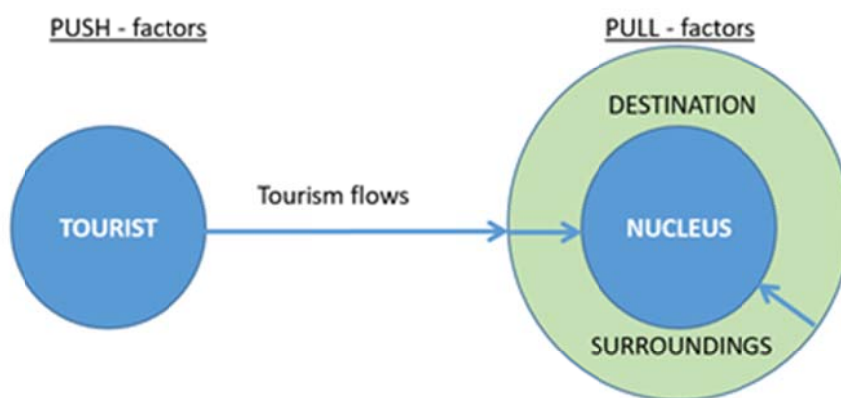 PUSH - factors
PULL - factors
DESTINATION
Tourism flows
TOURIST
NUCLEUS
SURROUNDINGS